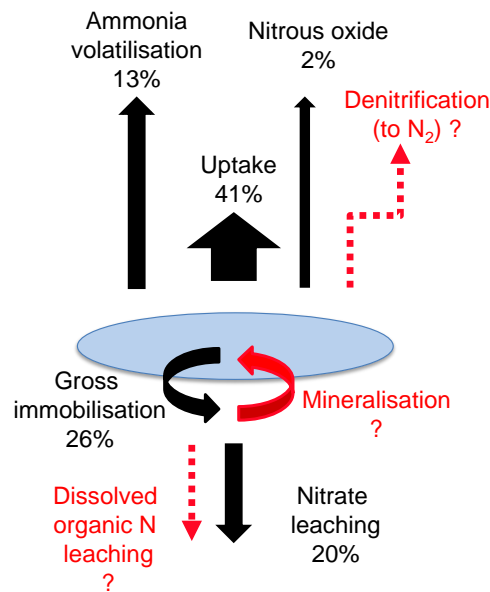 Ammonia
volatilisation
13%
Nitrous oxide
2%
Denitrification
(to N₂) ?
Uptake
41%
Gross
immobilisation
26%
Mineralisation
?
Dissolved
organic N
leaching
?
Nitrate
leaching
20%